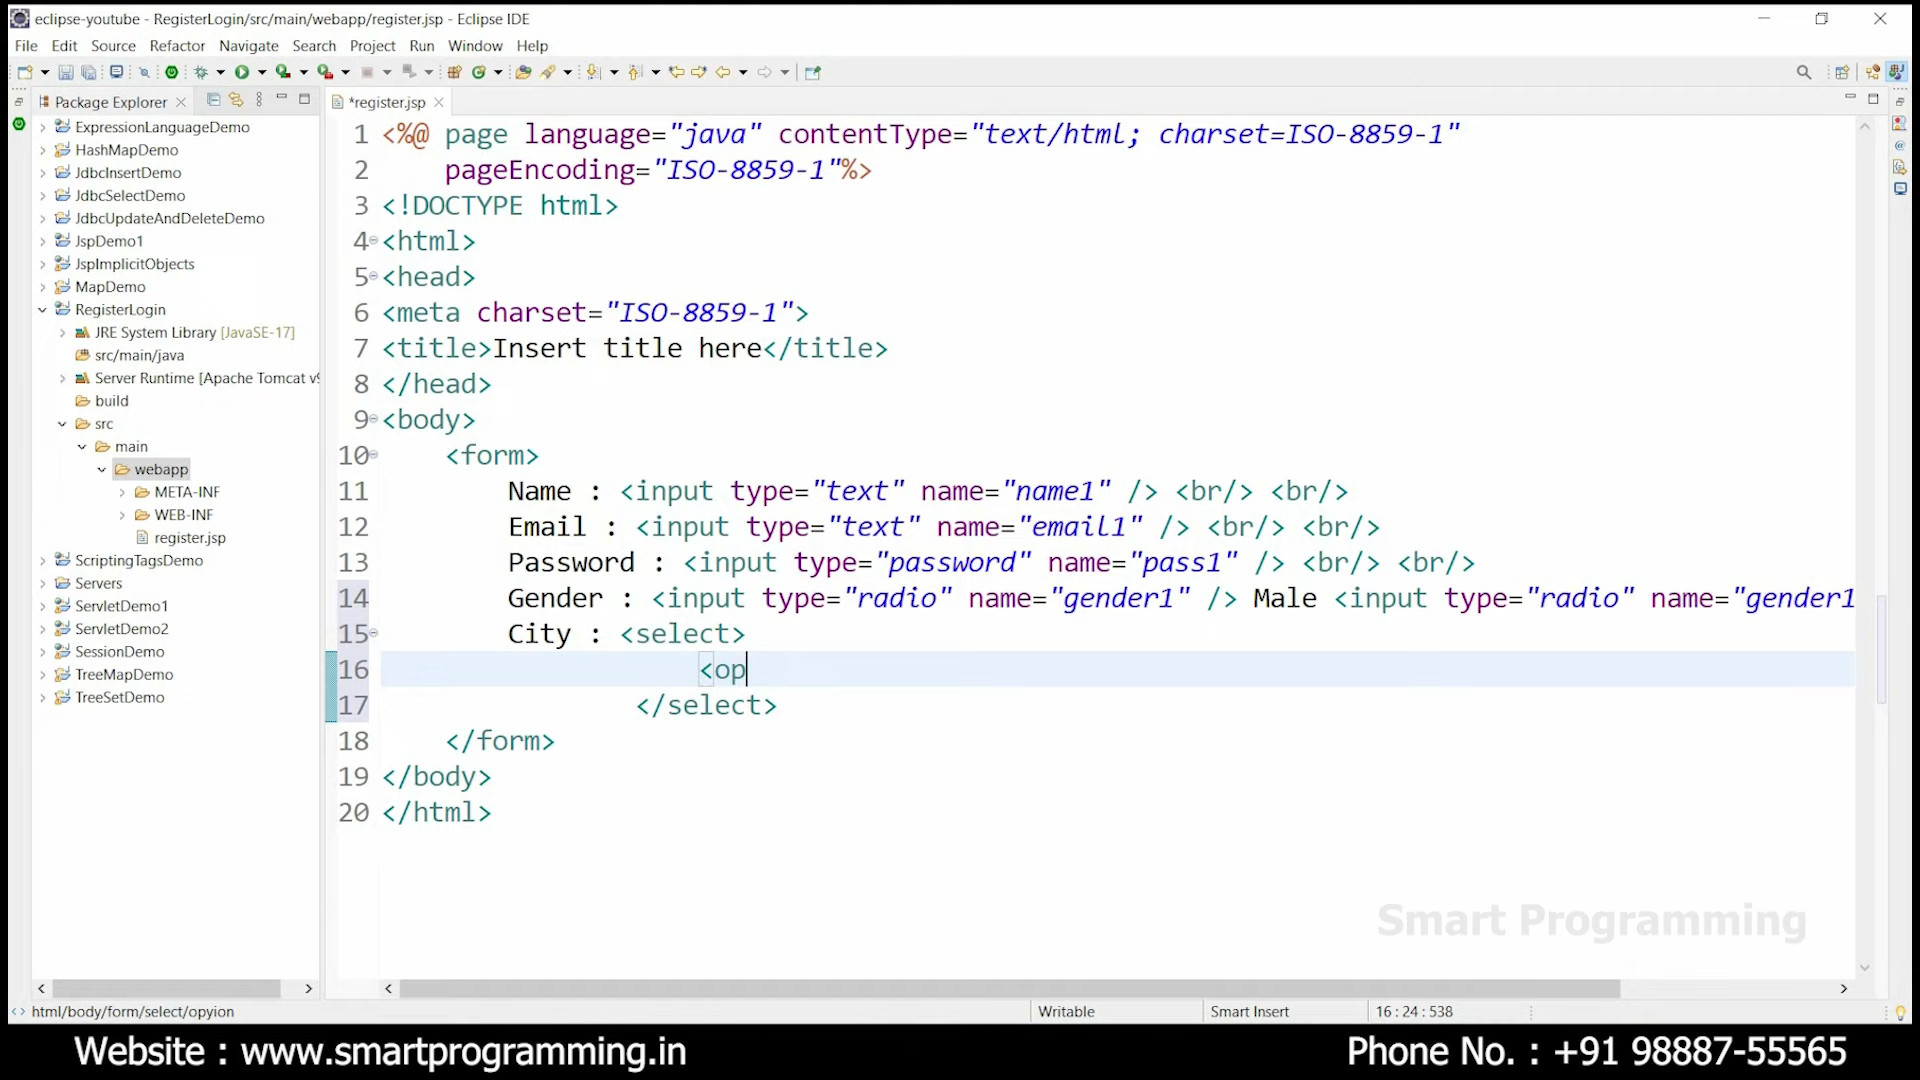 eclipse-youtube - RegisterLogin/src/main/webapp/register.jsp - Eclipse IDE
File Edit Source Refactor Navigate Search Project Run Window Help
Package Explorer
ExpressionLanguageDemo
HashMapDemo
JdbcInsertDemo
JdbcSelectDemo
JdbcUpdateAndDeleteDemo
JspDemo1
JspImplicitObjects
MapDemo
RegisterLogin
JRE System Library [JavaSE-17]
src/main/java
Server Runtime [Apache Tomcat v9
build
src
main
webapp
META-INF
WEB-INF
register.jsp
ScriptingTagsDemo
Servers
ServletDemo1
ServletDemo2
SessionDemo
TreeMapDemo
TreeSetDemo
*register.jsp
1 <%@ page language="java" contentType="text/html; charset=ISO-8859-1"
2 pageEncoding="ISO-8859-1"%>
3 <!DOCTYPE html>
4 <html>
5 <head>
6 <meta charset="ISO-8859-1">
7 <title>Insert title here</title>
8 </head>
9 <body>
10 <form>
11 Name : <input type="text" name="name1" /> <br/> <br/>
12 Email : <input type="text" name="email1" /> <br/> <br/>
13 Password : <input type="password" name="pass1" /> <br/> <br/>
14 Gender : <input type="radio" name="gender1" /> Male <input type="radio" name="gender1
15 City : <select>
16 <op
17 </select>
18 </form>
19 </body>
20 </html>
Smart Programming
html/body/form/select/opyion
Writable
Smart Insert
16 : 24 : 538
Website : www.smartprogramming.in
Phone No. : +91 98887-55565